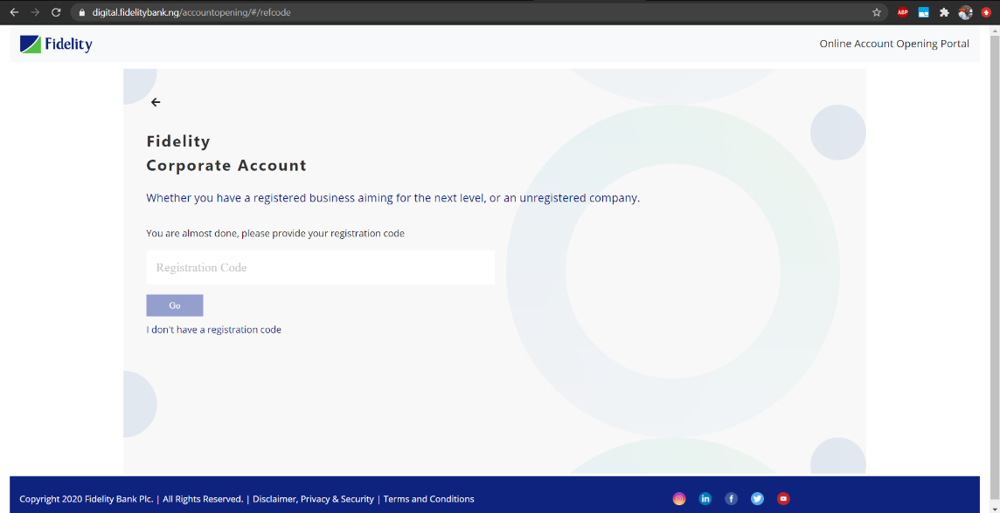 digital.fidelitybank.ng/accountopening/#/refcode
ABP
Fidelity
Online Account Opening Portal
Fidelity
Corporate Account
Whether you have a registered business aiming for the next level, or an unregistered company.
You are almost done, please provide your registration code
Registration Code
Go
I don't have a registration code
Copyright 2020 Fidelity Bank Plc. | All Rights Reserved. | Disclaimer, Privacy & Security | Terms and Conditions